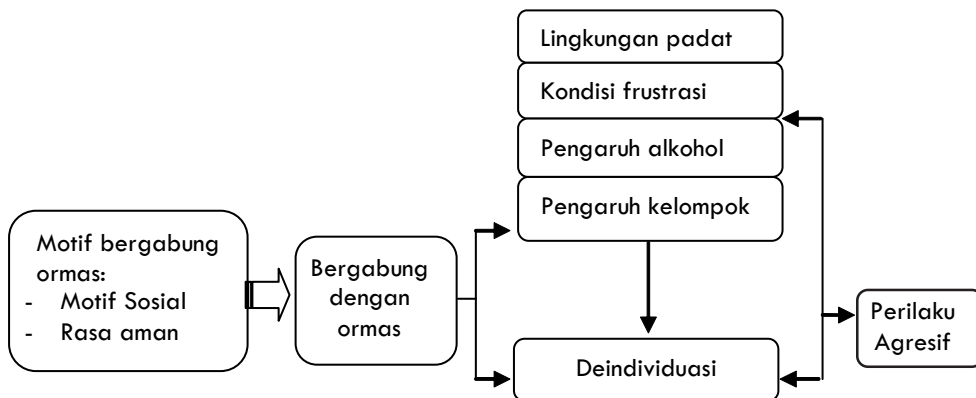 Lingkungan padat
Kondisi frustrasi
Pengaruh alkohol
Pengaruh kelompok
Motif bergabung
ormas:
- Motif Sosial
- Rasa aman
Bergabung
dengan
ormas
Deindividuasi
Perilaku
Agresif